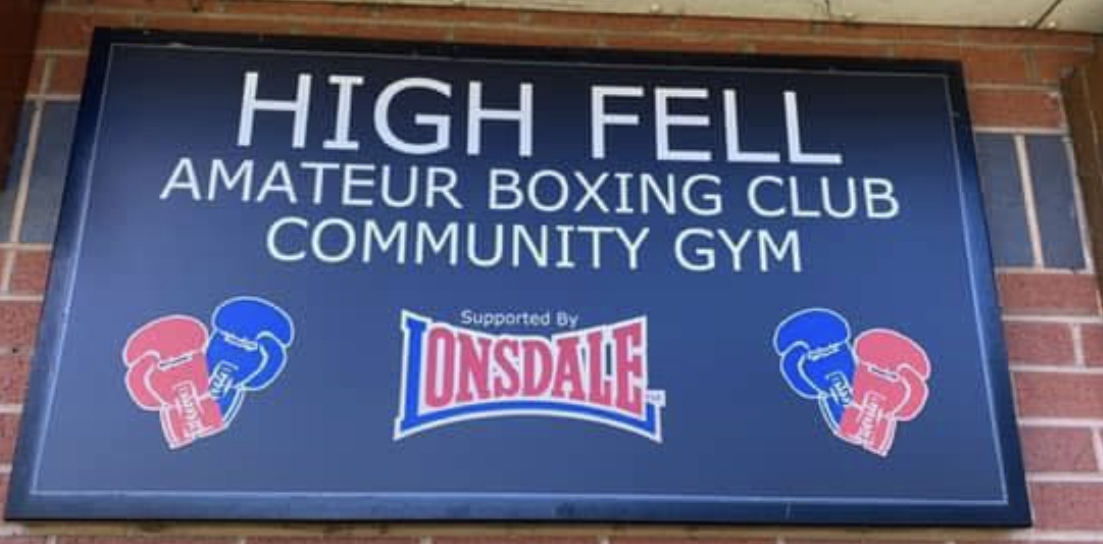 HIGH FELL
AMATEUR BOXING CLUB
COMMUNITY GYM
Supported By
LONSDALE